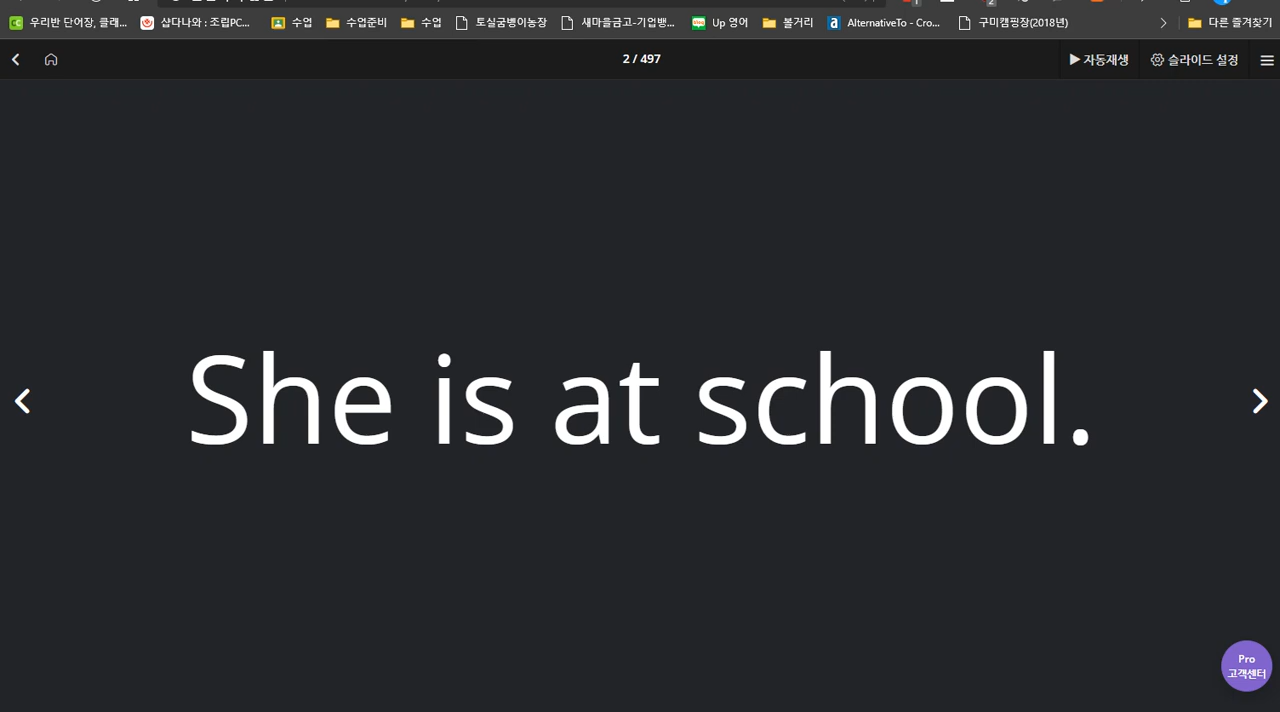 우리반 단어장, 클래... 샵다나와 : 조립PC... 수업 수업준비 수업 토실굼벵이농장 새마을금고-기업뱅... Up 영어 볼거리 AlternativeTo - Cro... 구미캠핑장(2018년) 다른 즐겨찾기
2 / 497 ▶ 자동재생 슬라이드 설정
She is at school.
Pro
고객센터